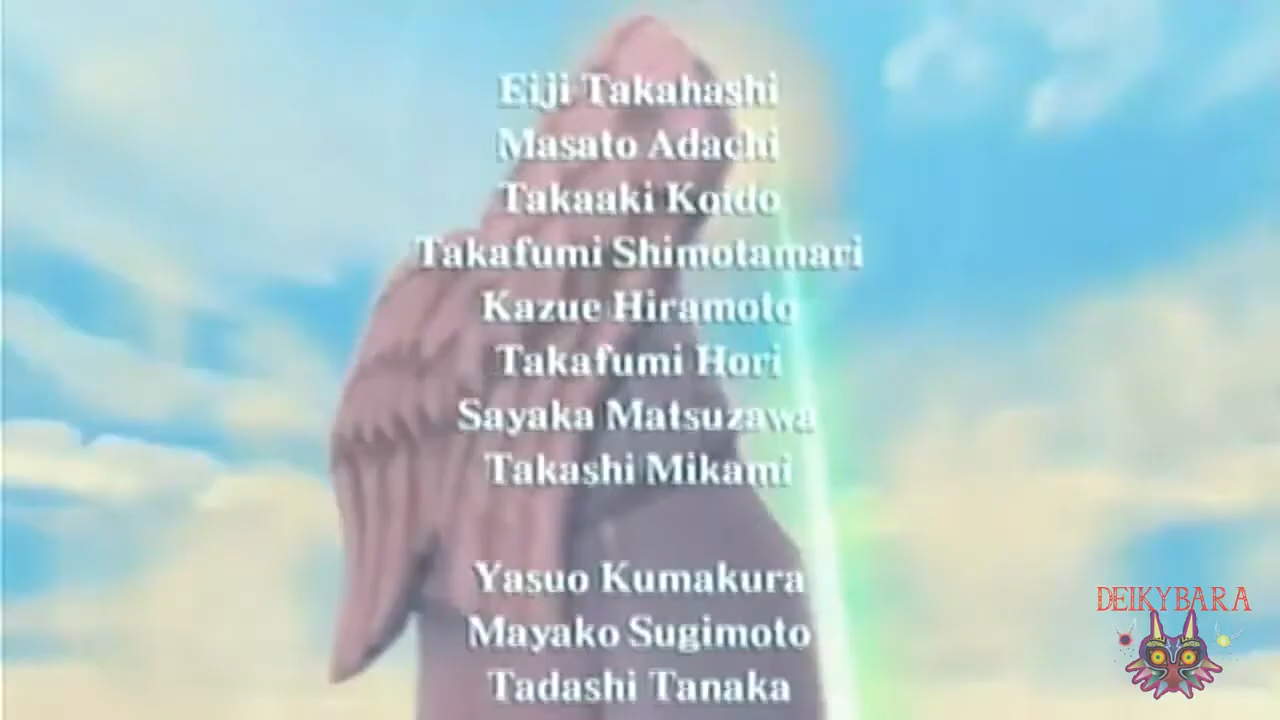 Eiji Takahashi
Masato Adachi
Takaaki Koido
Takafumi Shimotamari
Kazue Hiramoto
Takafumi Hori
Sayaka Matsuzawa
Takashi Mikami
Yasuo Kumakura
Mayako Sugimoto
Tadashi Tanaka
DEIKYBARA